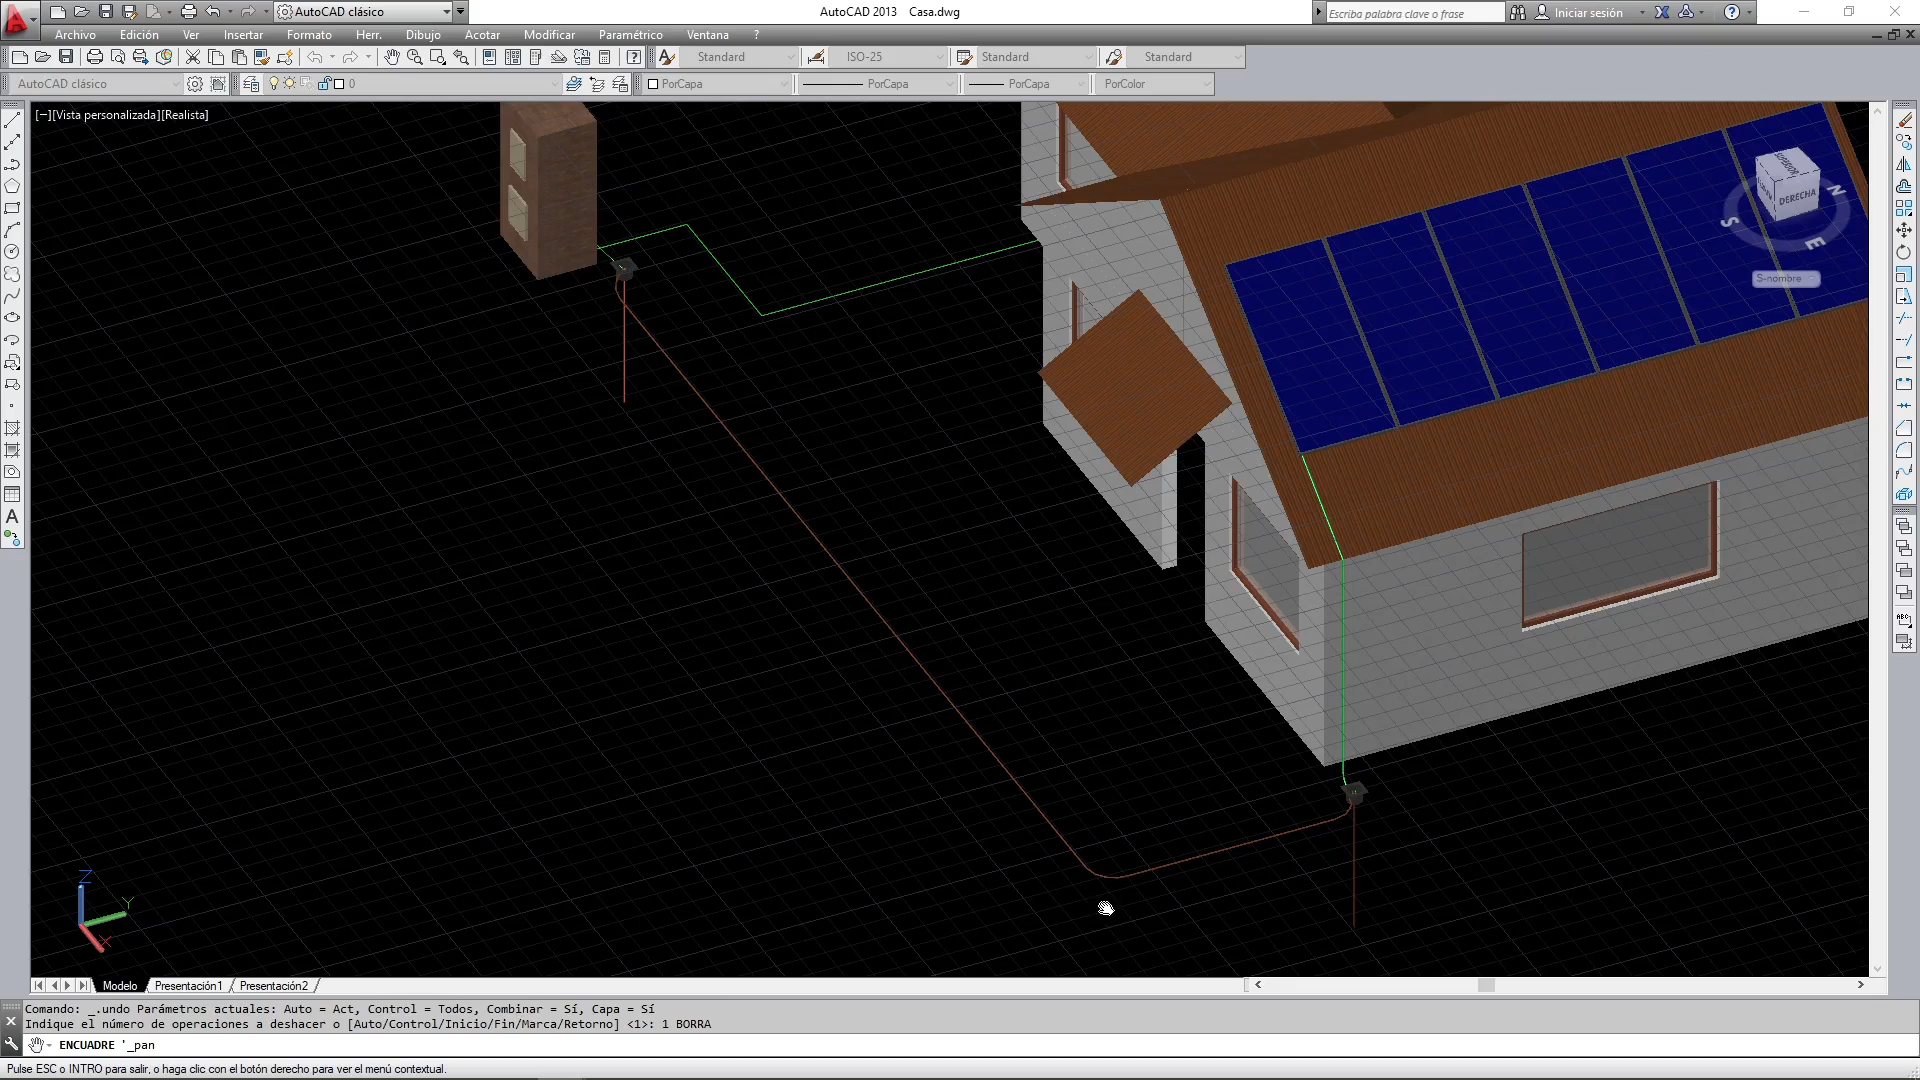 AutoCAD clásico
AutoCAD 2013 Casa.dwg
Escriba palabra clave o frase
Iniciar sesión
Archivo Edición Ver Insertar Formato Herr. Dibujo Acotar Modificar Paramétrico Ventana ?
Standard ISO-25 Standard Standard
AutoCAD clásico 0 PorCapa PorCapa PorCapa PorColor
[−][Vista personalizada][Realista]
SUPERIOR
DERECHA
N
S
E
S-nombre
A
ABC
Z
Y
X
Modelo Presentación1 Presentación2
Comando: _.undo Parámetros actuales: Auto = Act, Control = Todos, Combinar = Sí, Capa = Sí
Indique el número de operaciones a deshacer o [Auto/Control/Inicio/Fin/Marca/Retorno] <1>: 1 BORRA
ENCUADRE '_pan
Pulse ESC o INTRO para salir, o haga clic con el botón derecho para ver el menú contextual.